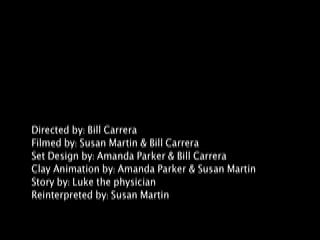 Directed by: Bill Carrera
Filmed by: Susan Martin & Bill Carrera
Set Design by: Amanda Parker & Bill Carrera
Clay Animation by: Amanda Parker & Susan Martin
Story by: Luke the physician
Reinterpreted by: Susan Martin